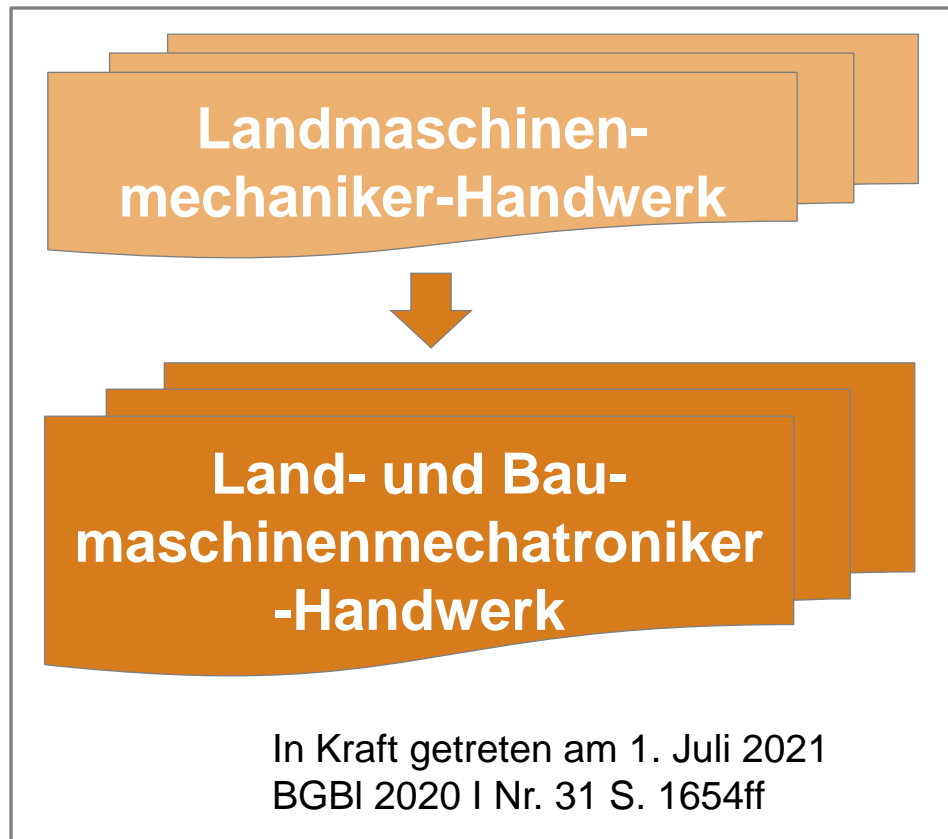 Landmaschinen-
mechaniker-Handwerk
Land- und Bau-
maschinenmechatroniker
-Handwerk
In Kraft getreten am 1. Juli 2021
BGBl 2020 I Nr. 31 S. 1654ff